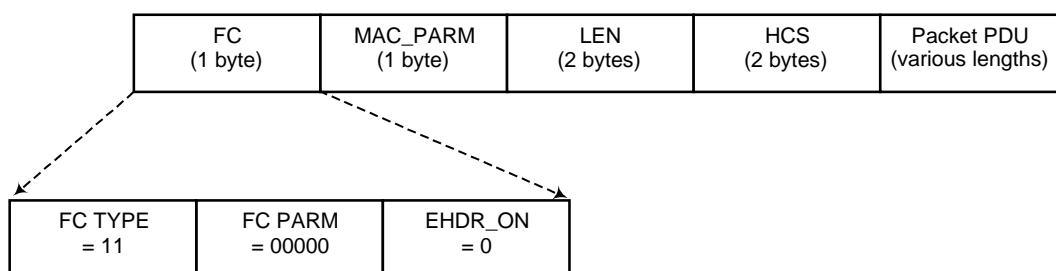 FC
(1 byte)
MAC_PARM
(1 byte)
LEN
(2 bytes)
HCS
(2 bytes)
Packet PDU
(various lengths)
FC TYPE
= 11
FC PARM
= 00000
EHDR_ON
= 0